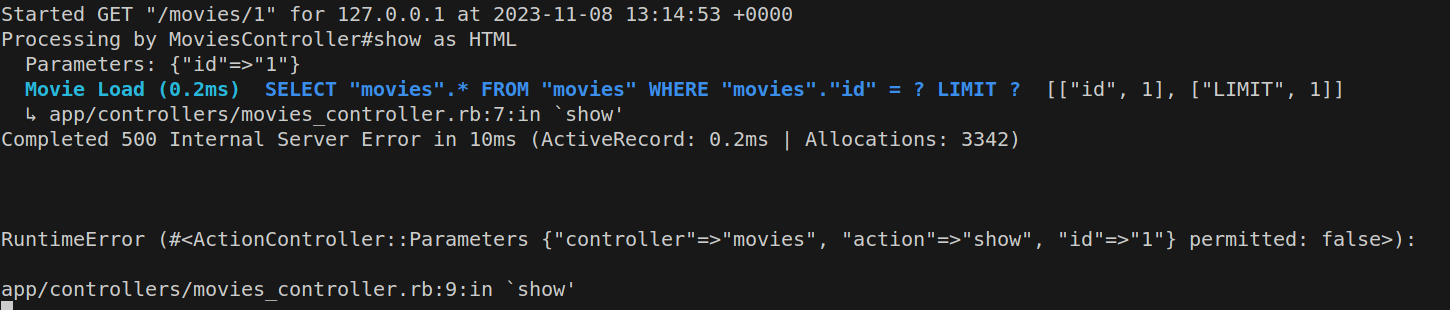 Started GET "/movies/1" for 127.0.0.1 at 2023-11-08 13:14:53 +0000
Processing by MoviesController#show as HTML
  Parameters: {"id"=>"1"}
  Movie Load (0.2ms)  SELECT "movies".* FROM "movies" WHERE "movies"."id" = ? LIMIT ?  [["id", 1], ["LIMIT", 1]]
  ↳ app/controllers/movies_controller.rb:7:in `show'
Completed 500 Internal Server Error in 10ms (ActiveRecord: 0.2ms | Allocations: 3342)
RuntimeError (#<ActionController::Parameters {"controller"=>"movies", "action"=>"show", "id"=>"1"} permitted: false>):
app/controllers/movies_controller.rb:9:in `show'